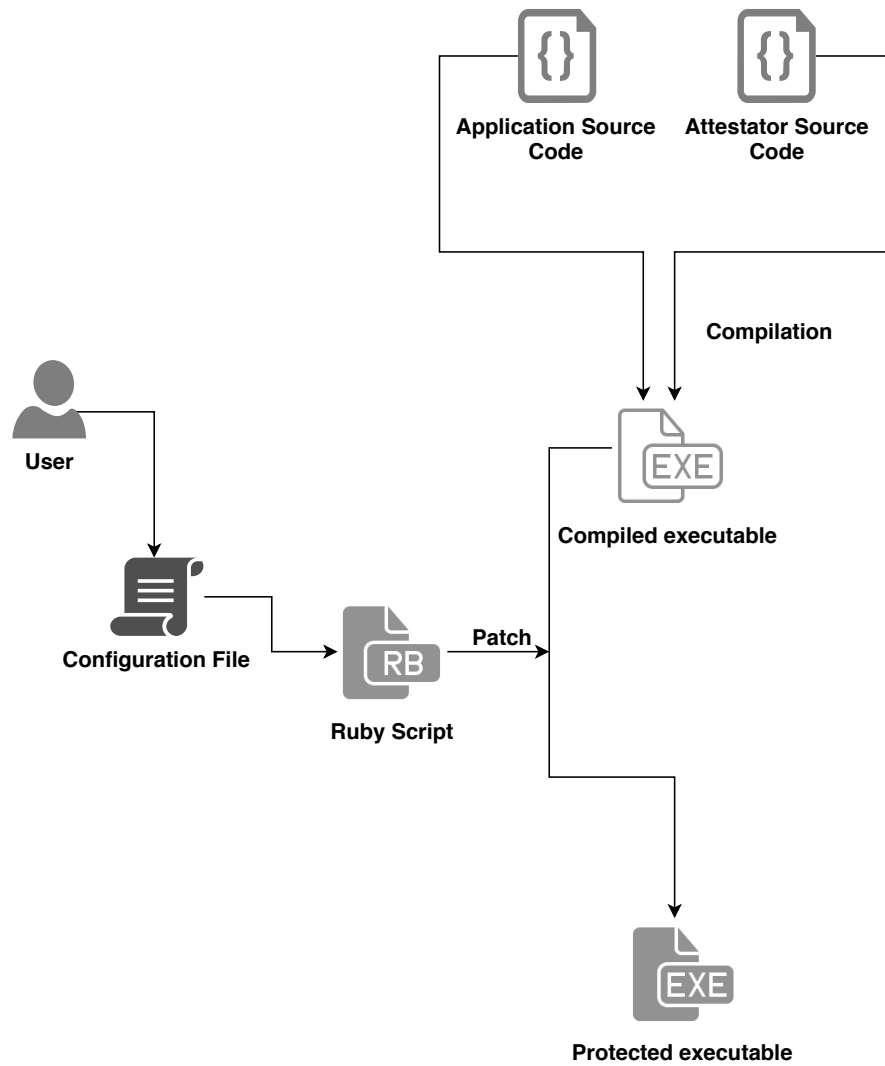 {} {}
Application Source
Code
Attestator Source
Code
Compilation
User
EXE
Compiled executable
Configuration File
Patch
RB
Ruby Script
EXE
Protected executable